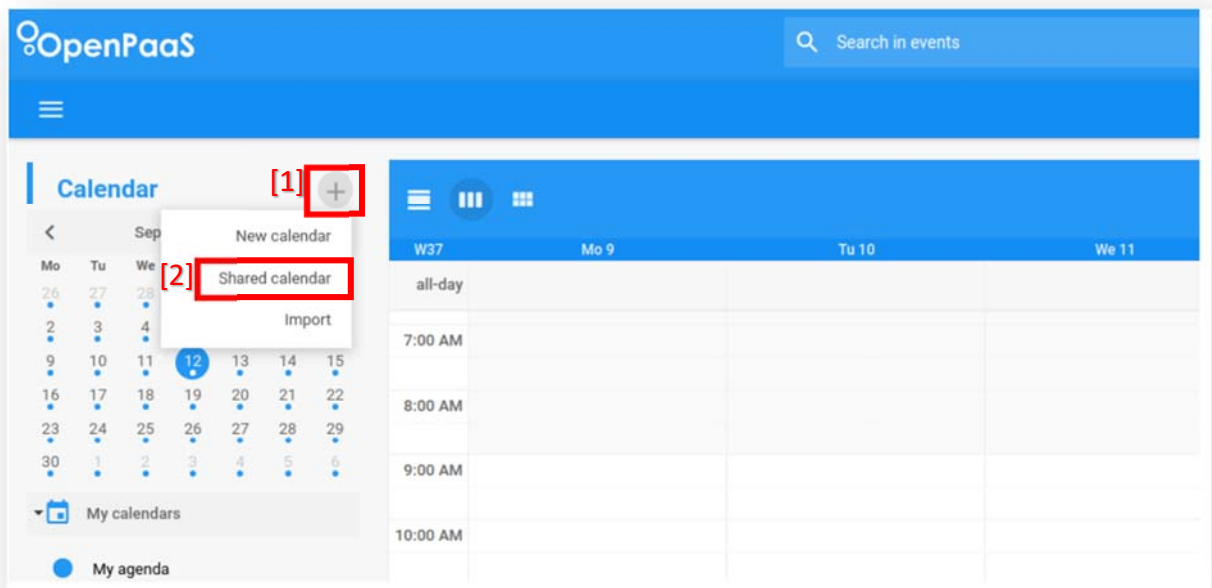 OpenPaaS
Search in events
Calendar
[1]
+
Sep
New calendar
[2]
Shared calendar
Import
Mo Tu We
26 27 28
2 3 4
9 10 11 12 13 14 15
16 17 18 19 20 21 22
23 24 25 26 27 28 29
30 1 2 3 4 5 6
My calendars
My agenda
W37 Mo 9 Tu 10 We 11
all-day
7:00 AM
8:00 AM
9:00 AM
10:00 AM